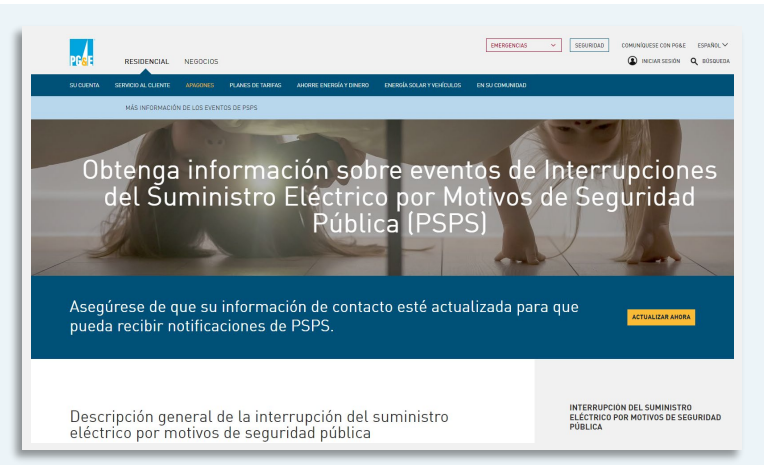 PG&E
RESIDENCIAL NEGOCIOS
EMERGENCIAS SEGURIDAD COMUNÍQUESE CON PG&E ESPAÑOL
INICIAR SESIÓN BÚSQUEDA
SU CUENTA SERVICIO AL CLIENTE APAGONES PLANES DE TARIFAS AHORRE ENERGÍA Y DINERO ENERGÍA SOLAR Y VEHÍCULOS EN SU COMUNIDAD
MÁS INFORMACIÓN DE LOS EVENTOS DE PSPS
Obtenga información sobre eventos de Interrupciones
del Suministro Eléctrico por Motivos de Seguridad
Pública (PSPS)
Asegúrese de que su información de contacto esté actualizada para que
pueda recibir notificaciones de PSPS.
ACTUALIZAR AHORA
Descripción general de la interrupción del suministro
eléctrico por motivos de seguridad pública
INTERRUPCIÓN DEL SUMINISTRO
ELÉCTRICO POR MOTIVOS DE SEGURIDAD
PÚBLICA